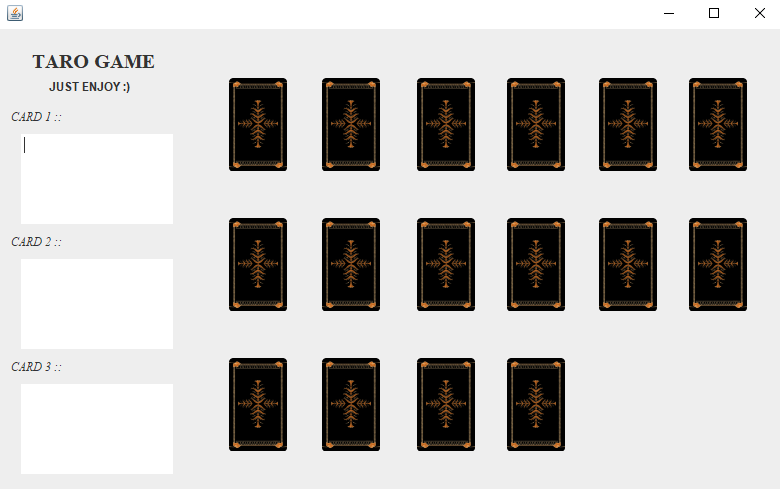 TARO GAME
JUST ENJOY :)
CARD 1 ::
CARD 2 ::
CARD 3 ::